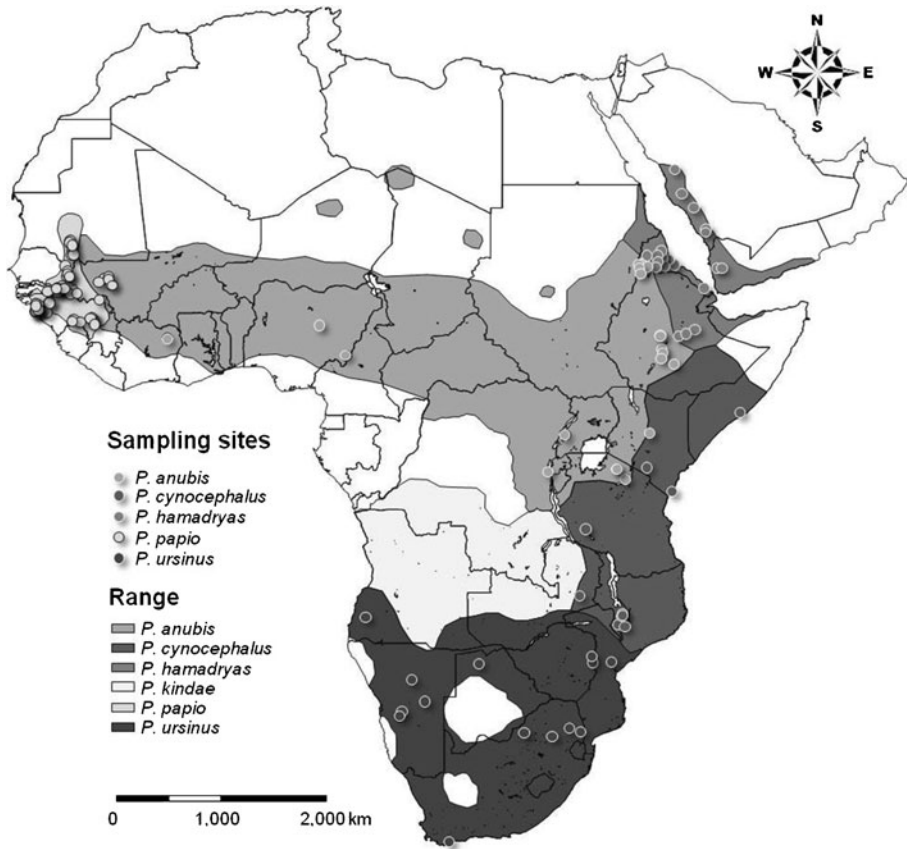 N
W E
S
Sampling sites
P. anubis
P. cynocephalus
P. hamadryas
P. papio
P. ursinus
Range
P. anubis
P. cynocephalus
P. hamadryas
P. kindae
P. papio
P. ursinus
0 1,000 2,000 km